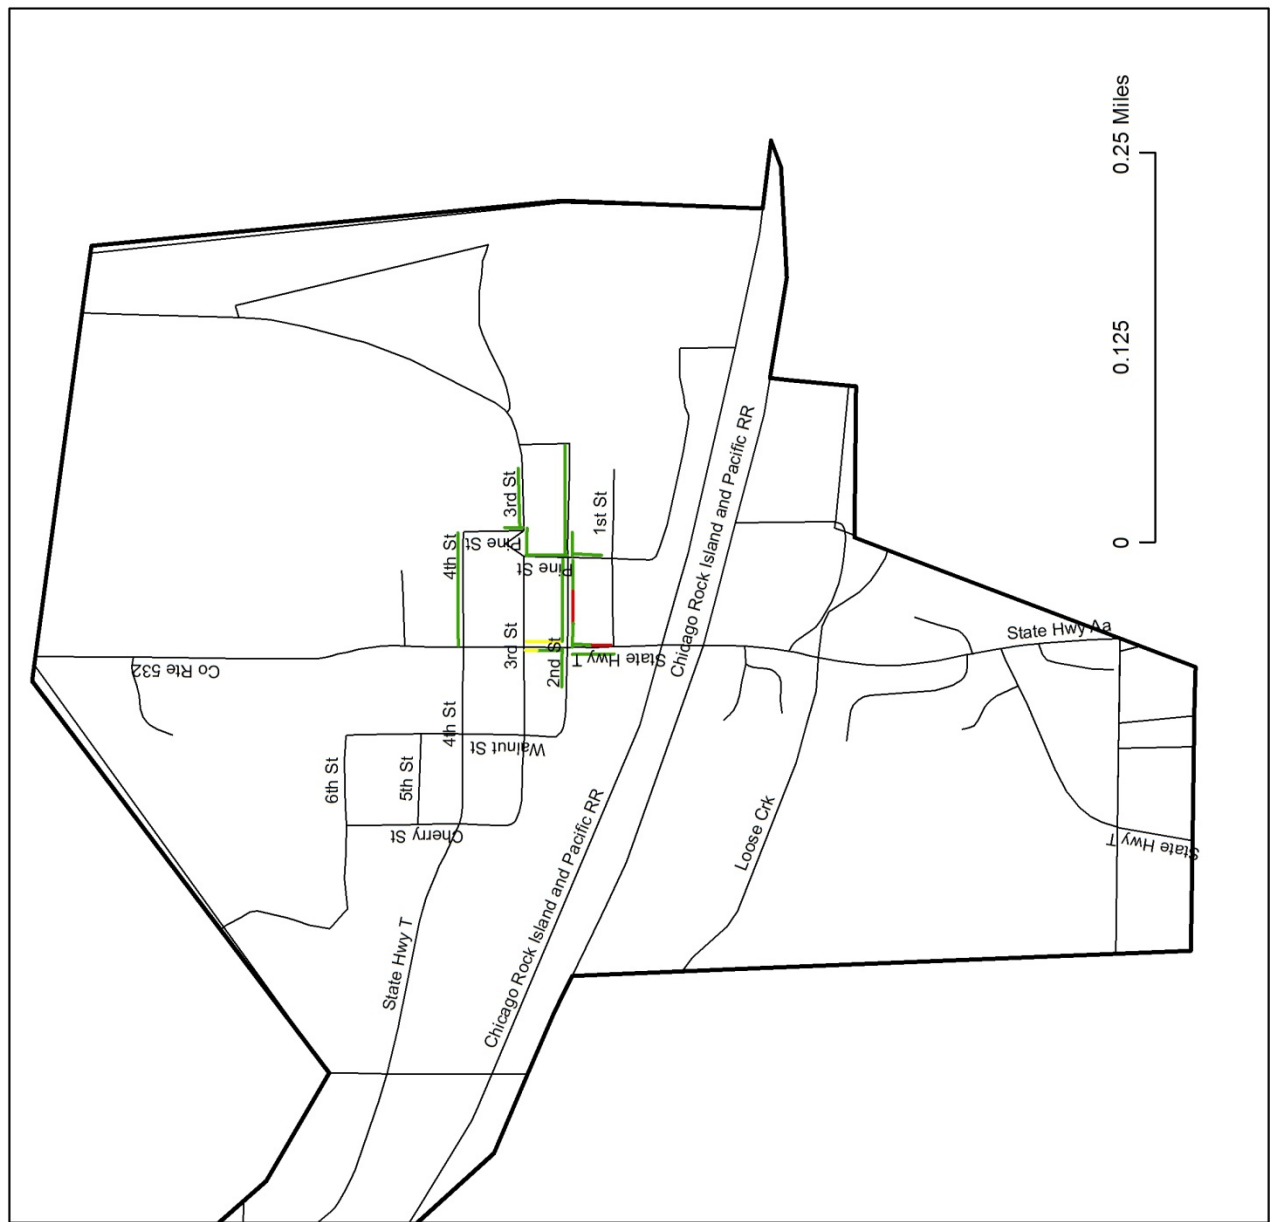 0.25 Miles
0.125
0
3rd St
1st St
4th St
Pine St
Pine St
Chicago Rock Island and Pacific RR
State Hwy Aa
3rd St
2nd St
State Hwy T
Co Rte 532
4th St
Walnut St
6th St
5th St
Cherry St
Loose Crk
State Hwy T
State Hwy T
Chicago Rock Island and Pacific RR